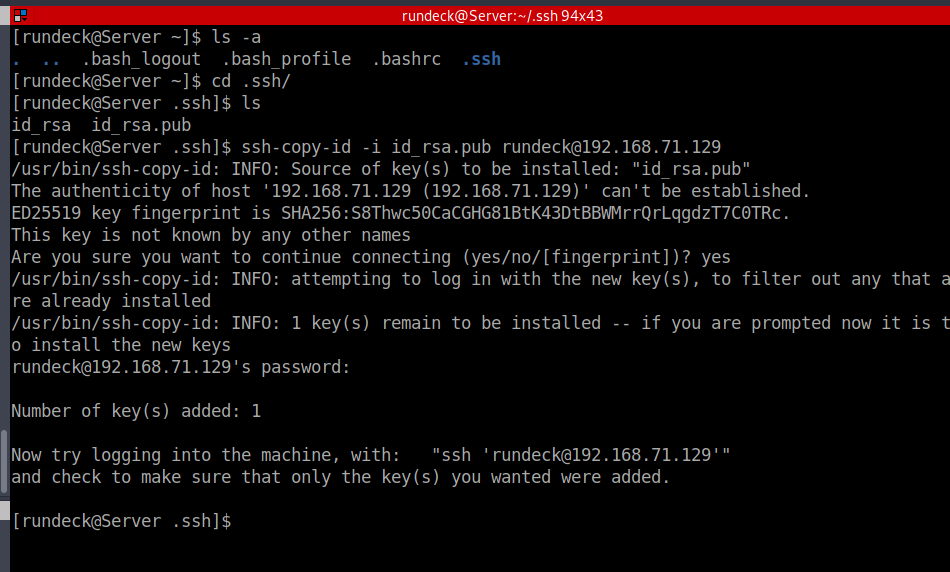 rundeck@Server:~/.ssh 94x43
[rundeck@Server ~]$ ls -a
. .. .bash_logout .bash_profile .bashrc .ssh
[rundeck@Server ~]$ cd .ssh/
[rundeck@Server .ssh]$ ls
id_rsa id_rsa.pub
[rundeck@Server .ssh]$ ssh-copy-id -i id_rsa.pub rundeck@192.168.71.129
/usr/bin/ssh-copy-id: INFO: Source of key(s) to be installed: "id_rsa.pub"
The authenticity of host '192.168.71.129 (192.168.71.129)' can't be established.
ED25519 key fingerprint is SHA256:S8Thwc50CaCGHG81BtK43DtBBWMrrQrLqgdzT7C0TRc.
This key is not known by any other names
Are you sure you want to continue connecting (yes/no/[fingerprint])? yes
/usr/bin/ssh-copy-id: INFO: attempting to log in with the new key(s), to filter out any that a
re already installed
/usr/bin/ssh-copy-id: INFO: 1 key(s) remain to be installed -- if you are prompted now it is t
o install the new keys
rundeck@192.168.71.129's password:
Number of key(s) added: 1
Now try logging into the machine, with: "ssh 'rundeck@192.168.71.129'"
and check to make sure that only the key(s) you wanted were added.
[rundeck@Server .ssh]$